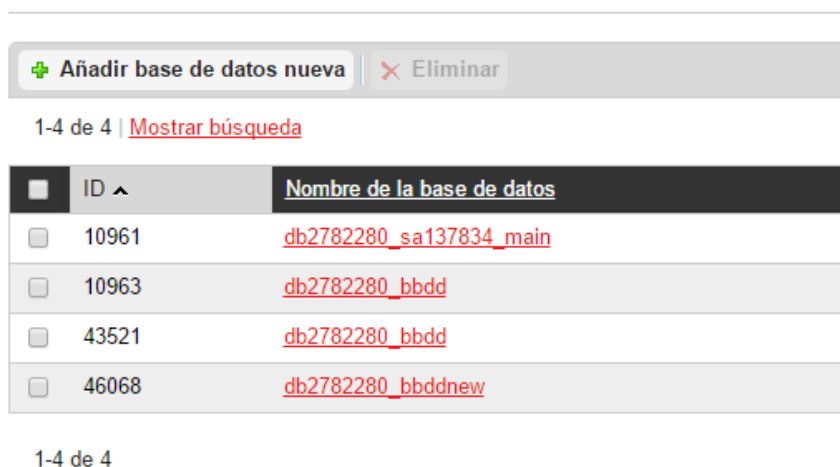 Añadir base de datos nueva Eliminar
1-4 de 4 | Mostrar búsqueda
ID Nombre de la base de datos
10961 db2782280_sa137834_main
10963 db2782280_bbdd
43521 db2782280_bbdd
46068 db2782280_bbddnew
1-4 de 4